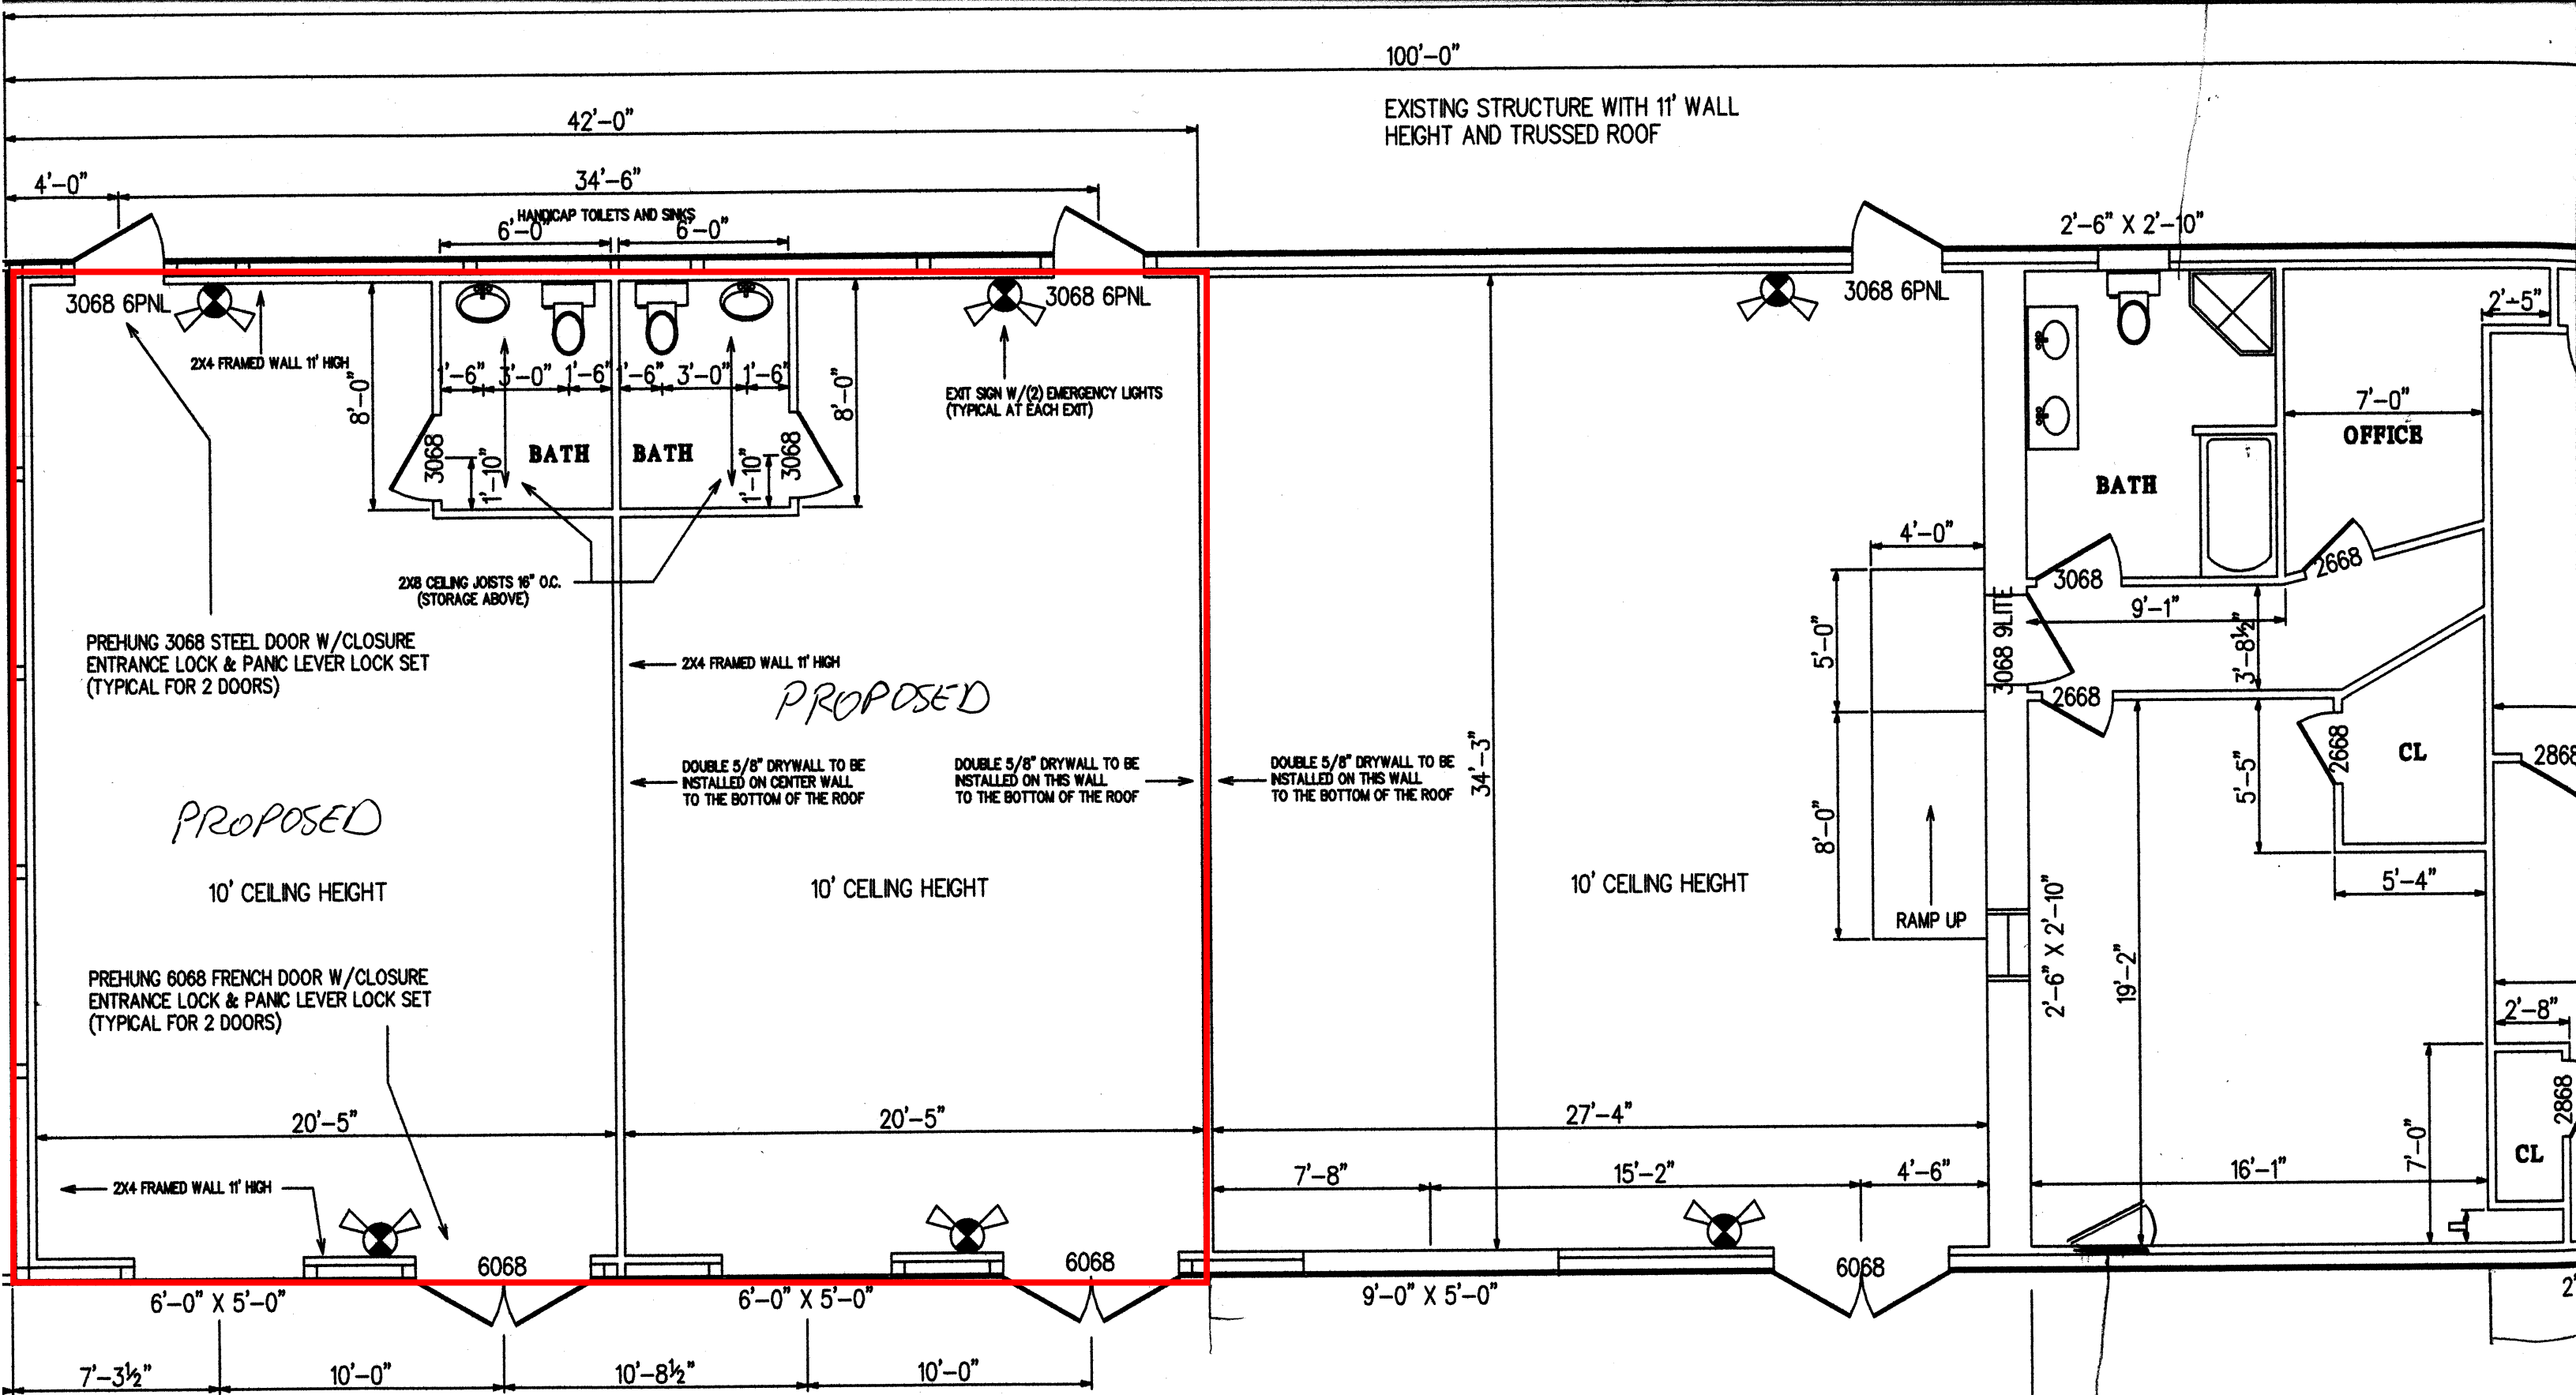 100'-0"
EXISTING STRUCTURE WITH 11' WALL
HEIGHT AND TRUSSED ROOF
42'-0"
4'-0"
34'-6"
HANDICAP TOILETS AND SINKS
6'-0"
6'-0"
2'-6" X 2'-10"
3068 6PNL
3068 6PNL
3068 6PNL
2'-5"
2X4 FRAMED WALL 11' HIGH
8'-0"
1'-6"
3'-0"
1'-6"
1'-6"
3'-0"
1'-6"
8'-0"
EXIT SIGN W/(2) EMERGENCY LIGHTS
(TYPICAL AT EACH EXIT)
7'-0"
OFFICE
3068
1'-10"
BATH
BATH
1'-10"
3068
BATH
4'-0"
2X8 CEILING JOISTS 16" O.C.
(STORAGE ABOVE)
3068
2668
9'-1"
5'-0"
3068 9LITE
3'-8½"
PREHUNG 3068 STEEL DOOR W/CLOSURE
ENTRANCE LOCK & PANIC LEVER LOCK SET
(TYPICAL FOR 2 DOORS)
2X4 FRAMED WALL 11' HIGH
PROPOSED
2668
DOUBLE 5/8" DRYWALL TO BE
INSTALLED ON CENTER WALL
TO THE BOTTOM OF THE ROOF
DOUBLE 5/8" DRYWALL TO BE
INSTALLED ON THIS WALL
TO THE BOTTOM OF THE ROOF
DOUBLE 5/8" DRYWALL TO BE
INSTALLED ON THIS WALL
TO THE BOTTOM OF THE ROOF
34'-3"
8'-0"
5'-5"
2668
CL
2868
PROPOSED
10' CEILING HEIGHT
10' CEILING HEIGHT
10' CEILING HEIGHT
5'-4"
RAMP UP
2'-6" X 2'-10"
19'-2"
PREHUNG 6068 FRENCH DOOR W/CLOSURE
ENTRANCE LOCK & PANIC LEVER LOCK SET
(TYPICAL FOR 2 DOORS)
2'-8"
20'-5"
20'-5"
27'-4"
2868
7'-0"
CL
2X4 FRAMED WALL 11' HIGH
7'-8"
15'-2"
4'-6"
16'-1"
6068
6068
6068
6'-0" X 5'-0"
6'-0" X 5'-0"
9'-0" X 5'-0"
7'-3½"
10'-0"
10'-8½"
10'-0"